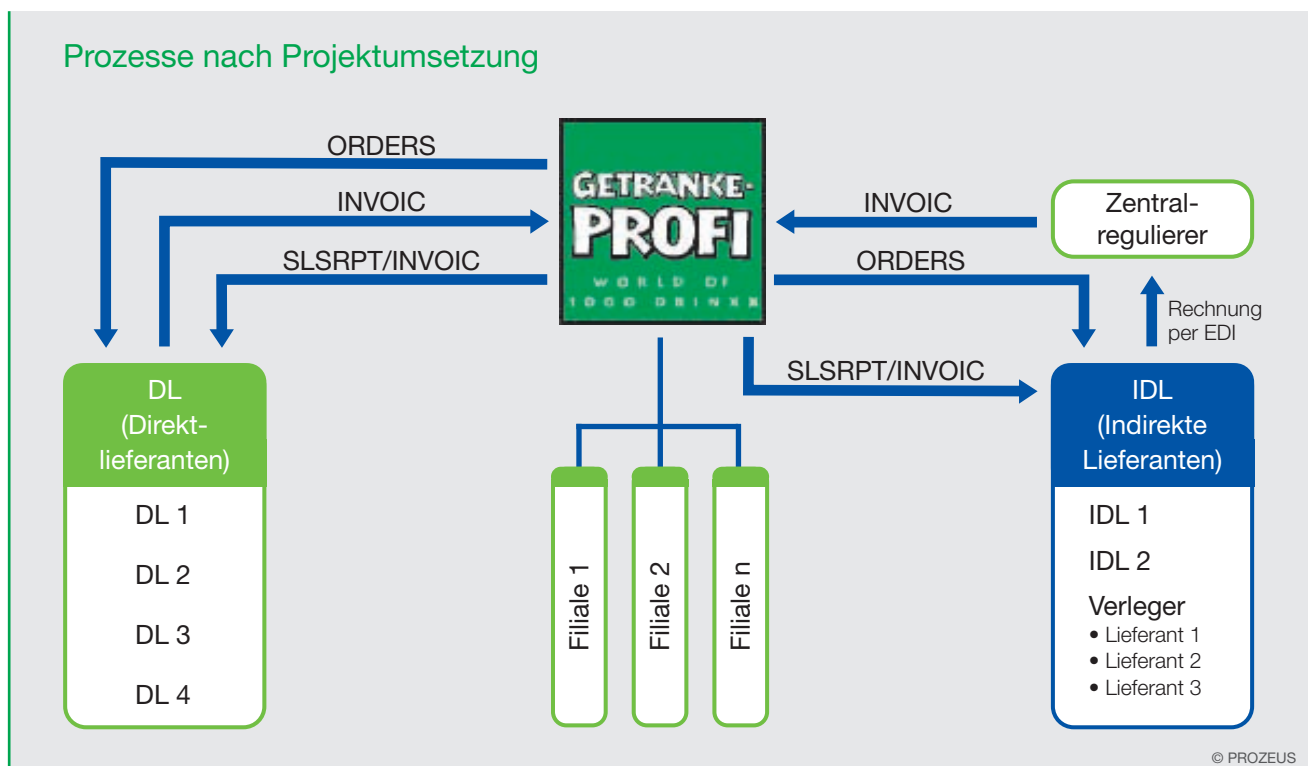 Prozesse nach Projektumsetzung
ORDERS
INVOIC
SLSRPT/INVOIC
GETRÄNKE-
PROFI
WORLD OF
1000 DRINXX
INVOIC
ORDERS
SLSRPT/INVOIC
Zentral-
regulierer
Rechnung
per EDI
DL
(Direkt-
lieferanten)
DL 1
DL 2
DL 3
DL 4
Filiale 1
Filiale 2
Filiale n
IDL
(Indirekte
Lieferanten)
IDL 1
IDL 2
Verleger
• Lieferant 1
• Lieferant 2
• Lieferant 3
© PROZEUS